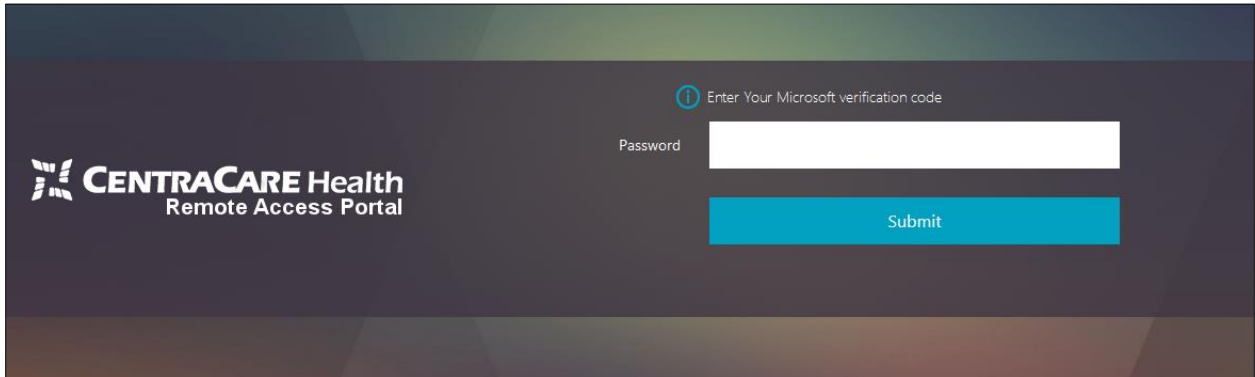 CENTRACARE Health
Remote Access Portal
Enter Your Microsoft verification code
Password
Submit